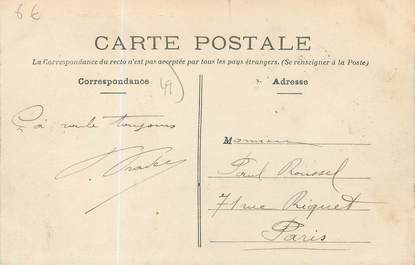 6€
CARTE POSTALE
La Correspondance du recto n'est pas acceptée par tous les pays étrangers. (Se renseigner à la Poste)
Correspondance
49
Adresse
Ça roule toujours
Monsieur
Paul Roussel
71 rue Riquet
Paris